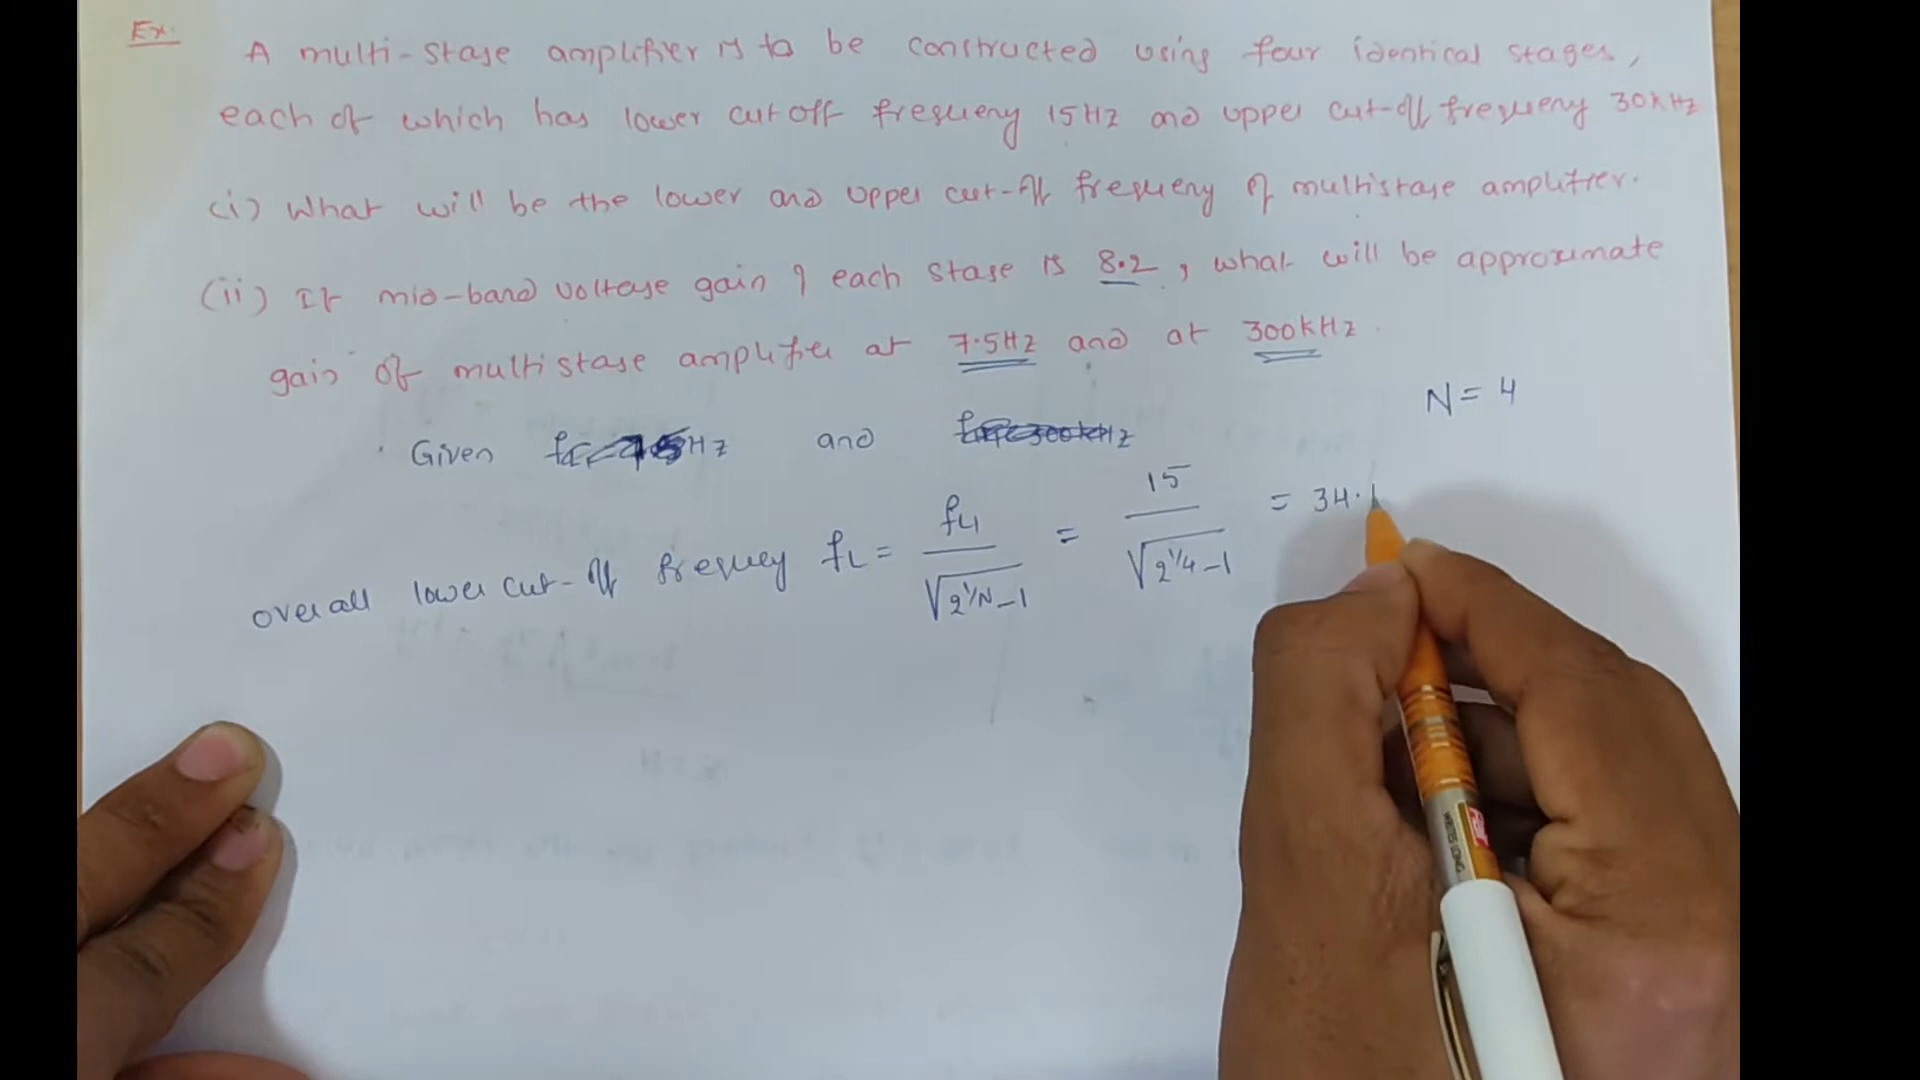 Ex.
A multi-stage amplifier is to be constructed using four identical stages,
each of which has lower cut off frequency 15Hz and upper cut-off frequency 30kHz
(i) What will be the lower and upper cut-off frequency of multistage amplifier.
(ii) If mid-band voltage gain of each stage is 8.2, what will be approximate
gain of multistage amplifier at 7.5Hz and at 300kHz.
N = 4
Given Hz and
overall lower cut-off frequency fL = fL1 / √2^1/N - 1 = 15 / √2^1/4 - 1 = 34.